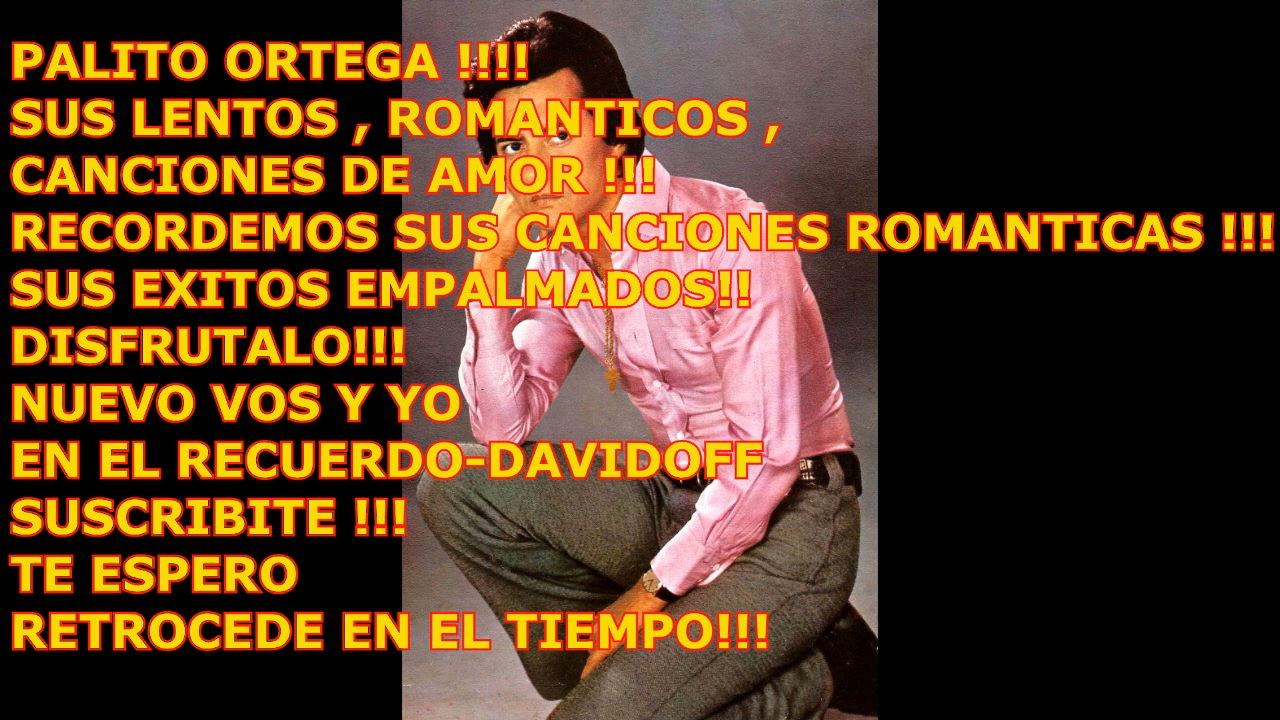 PALITO ORTEGA !!!!
SUS LENTOS , ROMANTICOS ,
CANCIONES DE AMOR !!!
RECORDEMOS SUS CANCIONES ROMANTICAS !!!
SUS EXITOS EMPALMADOS!!
DISFRUTALO!!!
NUEVO VOS Y YO
EN EL RECUERDO-DAVIDOFF
SUSCRIBITE !!!
TE ESPERO
RETROCEDE EN EL TIEMPO!!!